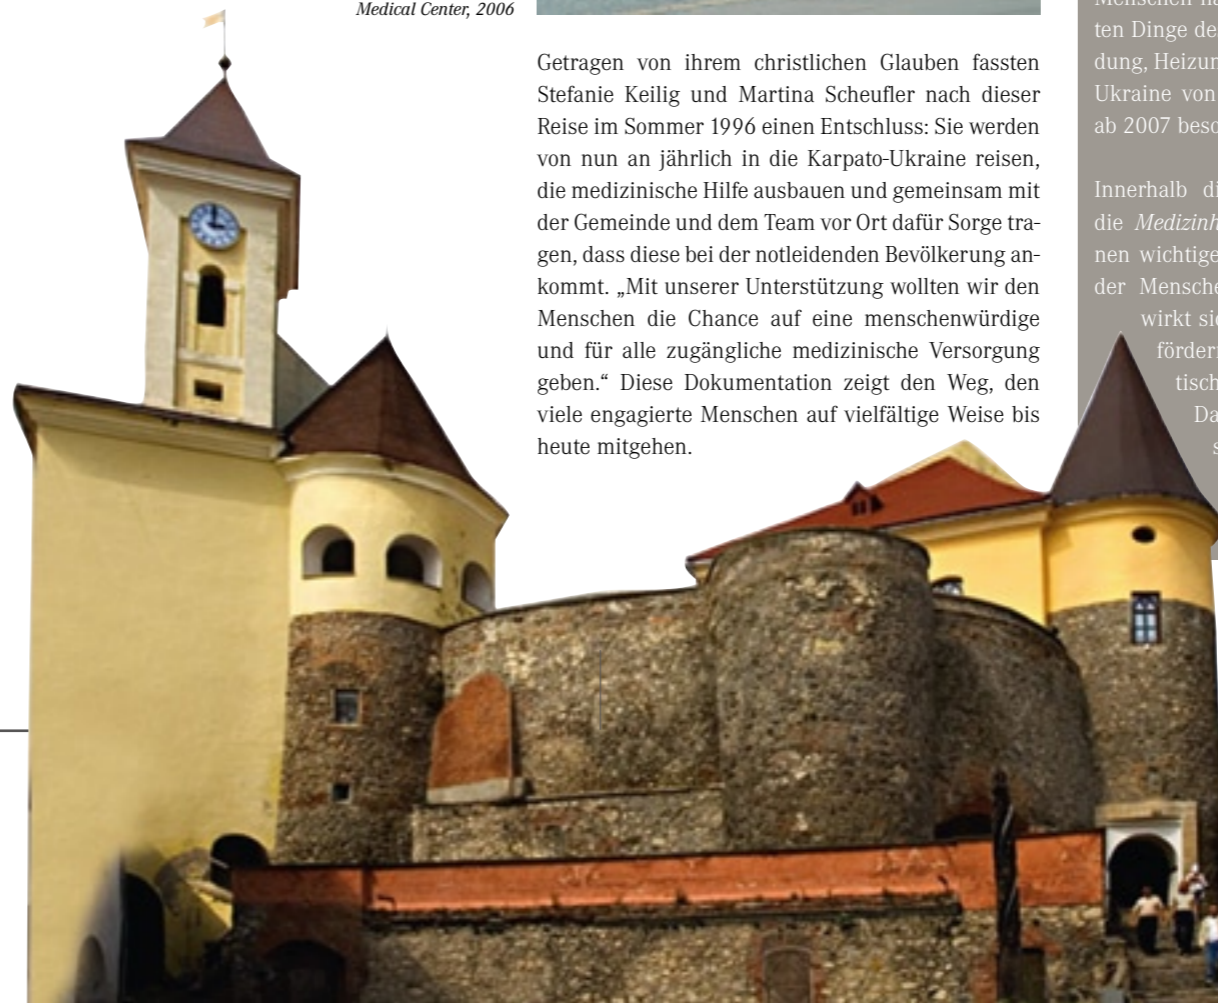 Medical Center, 2006
Getragen von ihrem christlichen Glauben fassten
Stefanie Keilig und Martina Scheufler nach dieser
Reise im Sommer 1996 einen Entschluss: Sie werden
von nun an jährlich in die Karpato-Ukraine reisen,
die medizinische Hilfe ausbauen und gemeinsam mit
der Gemeinde und dem Team vor Ort dafür Sorge tra-
gen, dass diese bei der notleidenden Bevölkerung an-
kommt. „Mit unserer Unterstützung wollten wir den
Menschen die Chance auf eine menschenwürdige
und für alle zugängliche medizinische Versorgung
geben.“ Diese Dokumentation zeigt den Weg, den
viele engagierte Menschen auf vielfältige Weise bis
heute mitgehen.
ten Dinge de
dung, Heizun
Ukraine von
ab 2007 beso
Innerhalb di
die Medizinh
nen wichtige
der Mensche
wirkt sic
förder
tisch
Da
s